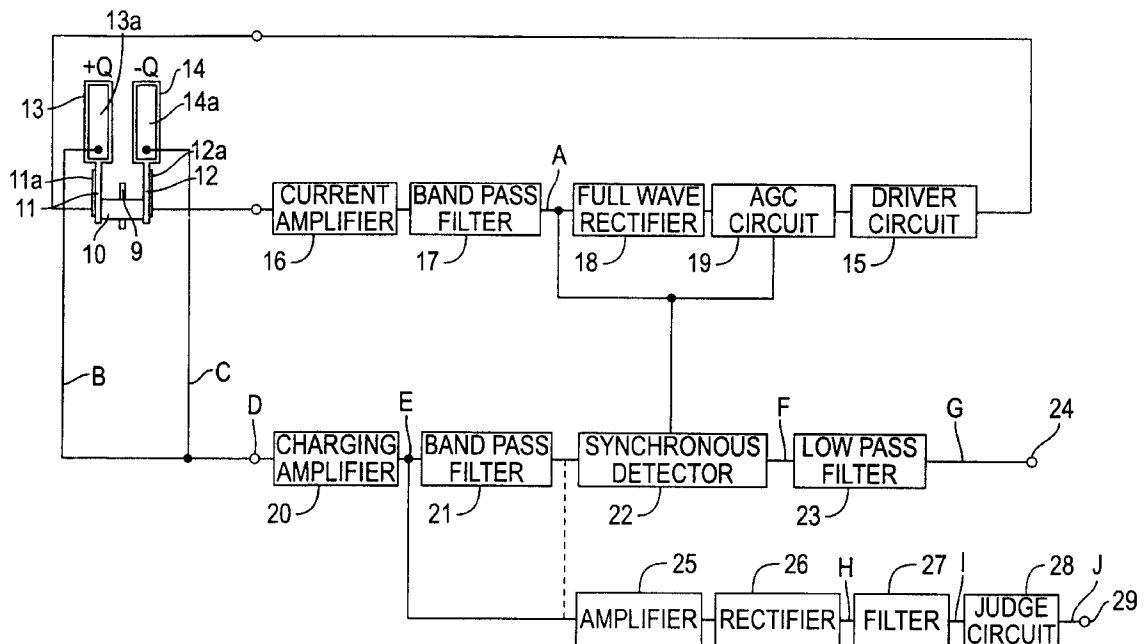 13a
+Q -Q 14
13 14a
12a
11a 12
11
10 9
A
CURRENT AMPLIFIER
16
BAND PASS FILTER
17
FULL WAVE RECTIFIER
18
AGC CIRCUIT
19
DRIVER CIRCUIT
15
B C
D E F G 24
CHARGING AMPLIFIER
20
BAND PASS FILTER
21
SYNCHRONOUS DETECTOR
22
LOW PASS FILTER
23
25 26 H 27 I 28 J 29
AMPLIFIER
RECTIFIER
FILTER
JUDGE CIRCUIT